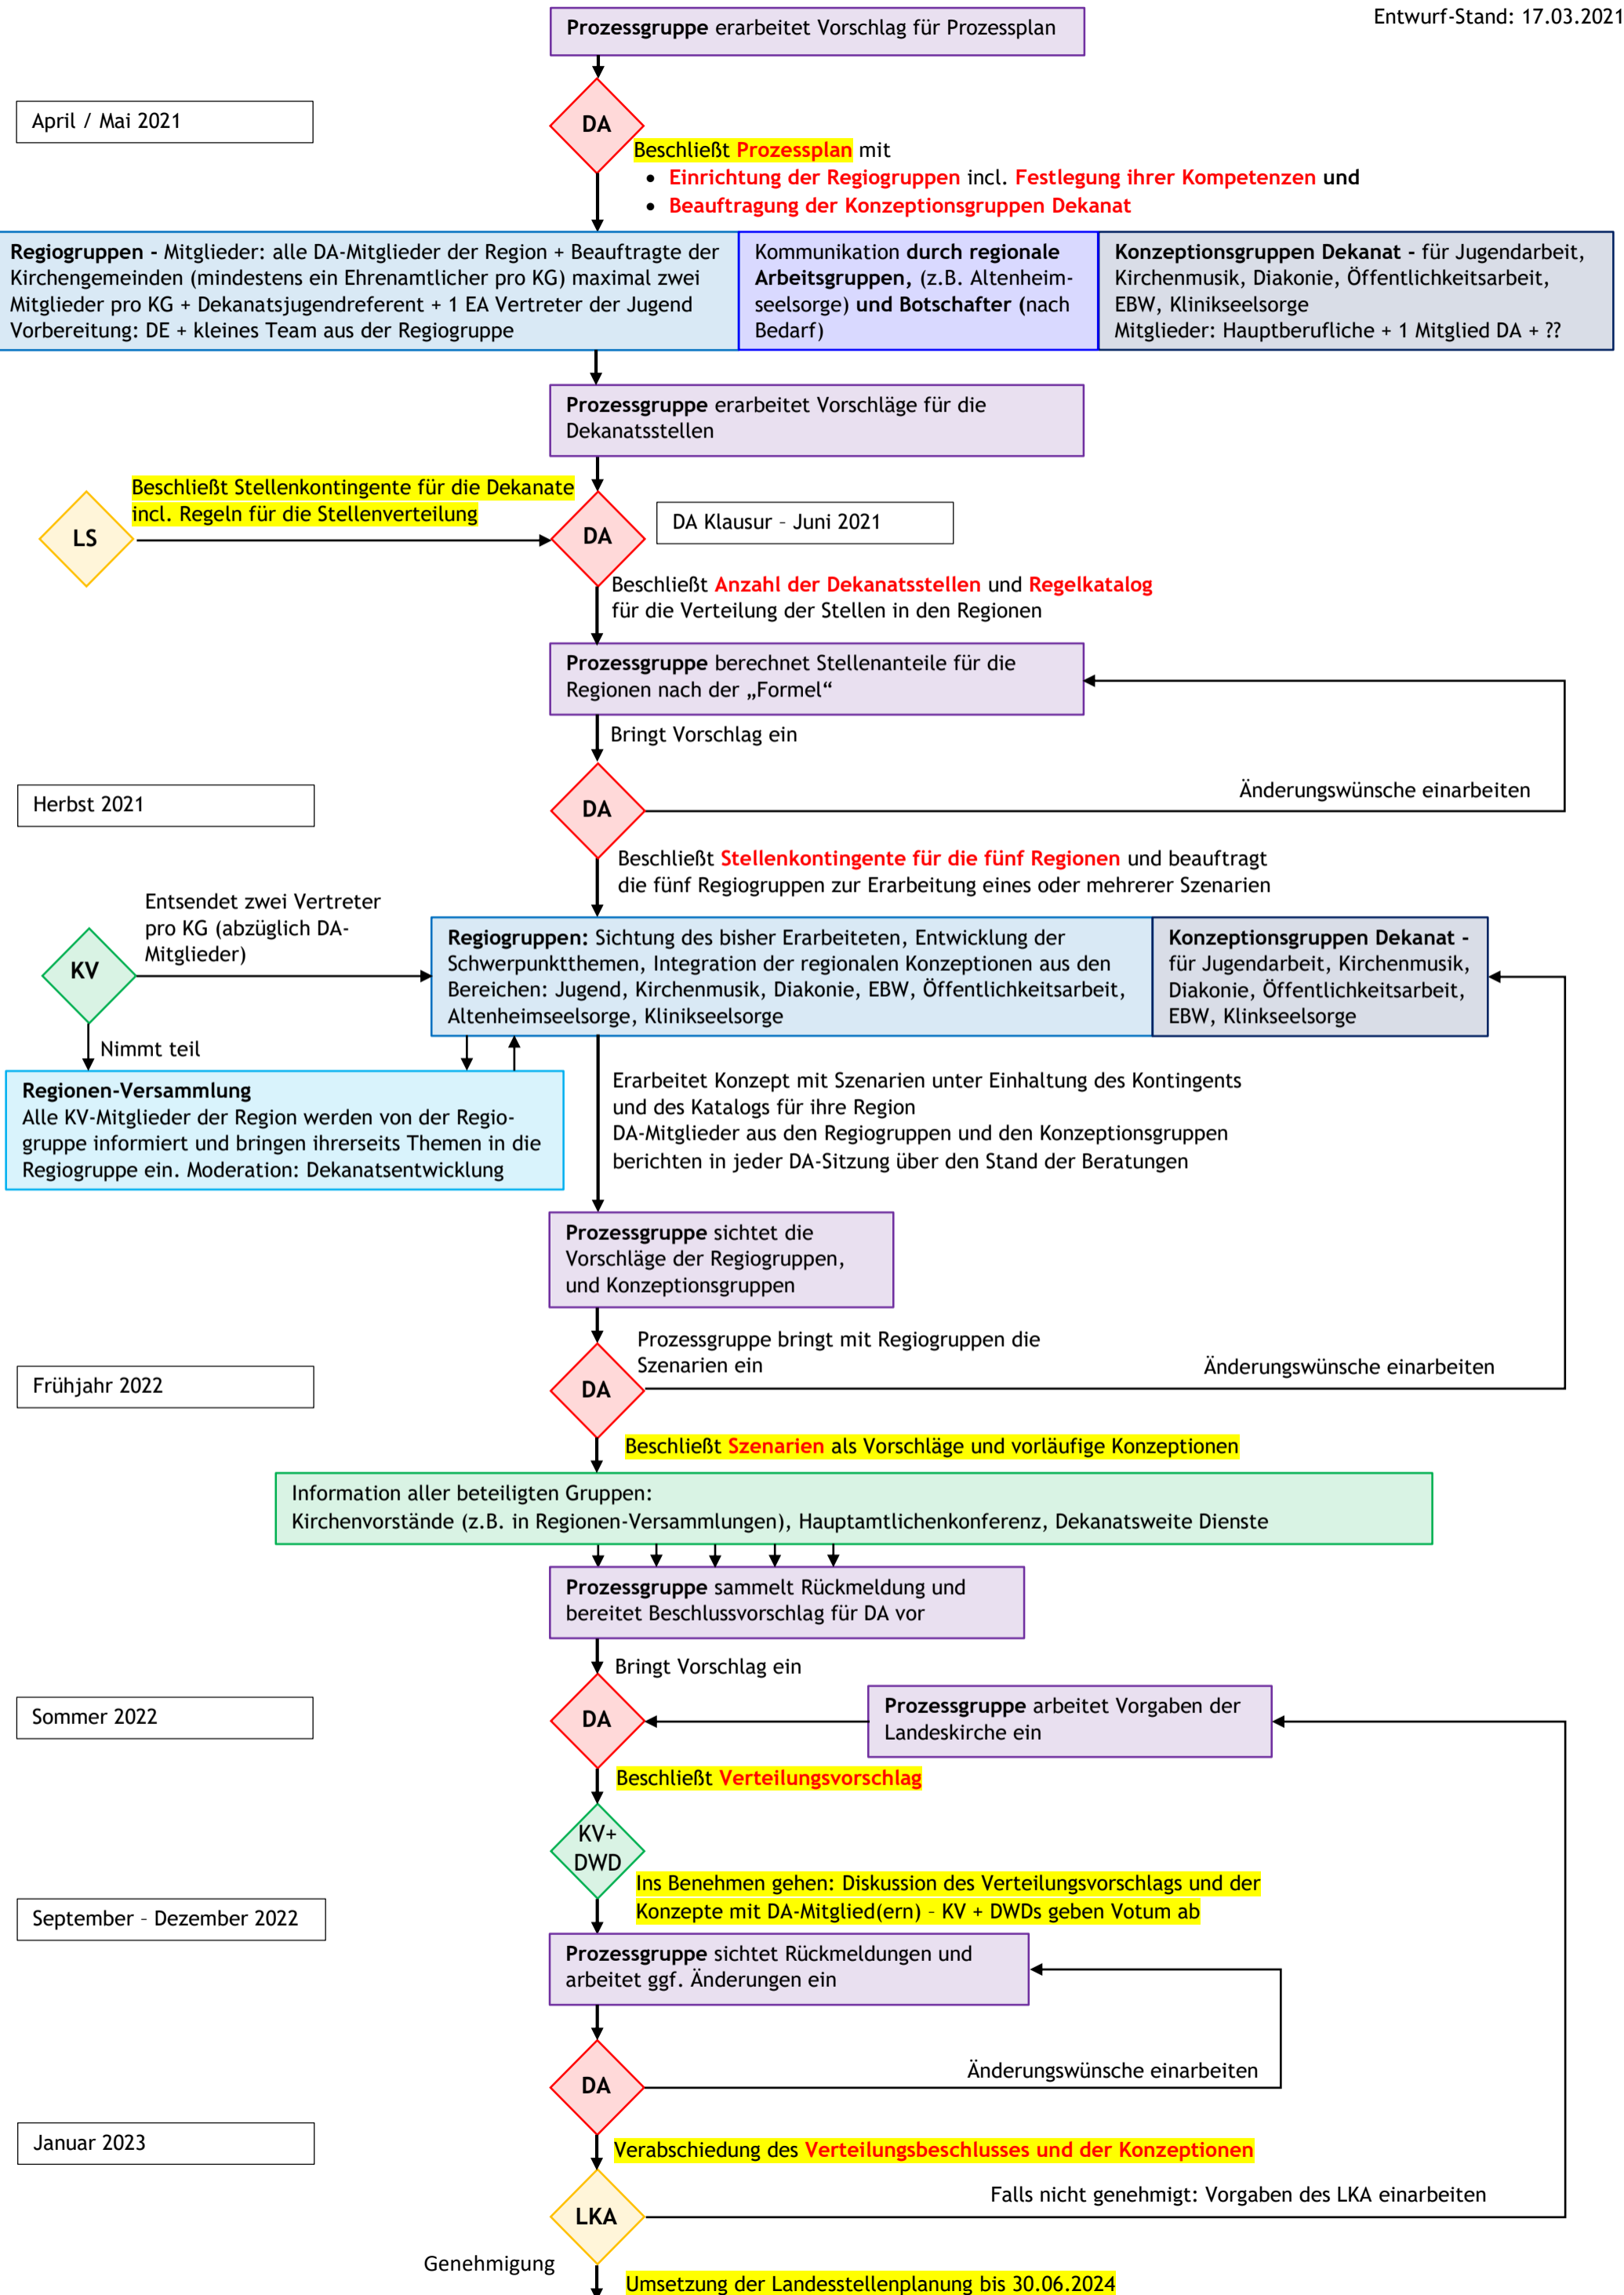 Entwurf-Stand: 17.03.2021
Prozessgruppe erarbeitet Vorschlag für Prozessplan
April / Mai 2021
DA
Beschließt Prozessplan mit
• Einrichtung der Regiogruppen incl. Festlegung ihrer Kompetenzen und
• Beauftragung der Konzeptionsgruppen Dekanat
Regiogruppen - Mitglieder: alle DA-Mitglieder der Region + Beauftragte der
Kirchengemeinden (mindestens ein Ehrenamtlicher pro KG) maximal zwei
Mitglieder pro KG + Dekanatsjugendreferent + 1 EA Vertreter der Jugend
Vorbereitung: DE + kleines Team aus der Regiogruppe
Kommunikation durch regionale
Arbeitsgruppen, (z.B. Altenheim-
seelsorge) und Botschafter (nach
Bedarf)
Konzeptionsgruppen Dekanat - für Jugendarbeit,
Kirchenmusik, Diakonie, Öffentlichkeitsarbeit,
EBW, Klinikseelsorge
Mitglieder: Hauptberufliche + 1 Mitglied DA + ??
Prozessgruppe erarbeitet Vorschläge für die
Dekanatsstellen
LS
Beschließt Stellenkontingente für die Dekanate
incl. Regeln für die Stellenverteilung
DA
DA Klausur – Juni 2021
Beschließt Anzahl der Dekanatsstellen und Regelkatalog
für die Verteilung der Stellen in den Regionen
Prozessgruppe berechnet Stellenanteile für die
Regionen nach der „Formel“
Bringt Vorschlag ein
Herbst 2021
DA
Änderungswünsche einarbeiten
Beschließt Stellenkontingente für die fünf Regionen und beauftragt
die fünf Regiogruppen zur Erarbeitung eines oder mehrerer Szenarien
KV
Entsendet zwei Vertreter
pro KG (abzüglich DA-
Mitglieder)
Regiogruppen: Sichtung des bisher Erarbeiteten, Entwicklung der
Schwerpunktthemen, Integration der regionalen Konzeptionen aus den
Bereichen: Jugend, Kirchenmusik, Diakonie, EBW, Öffentlichkeitsarbeit,
Altenheimseelsorge, Klinikseelsorge
Konzeptionsgruppen Dekanat -
für Jugendarbeit, Kirchenmusik,
Diakonie, Öffentlichkeitsarbeit,
EBW, Klinkseelsorge
Nimmt teil
Regionen-Versammlung
Alle KV-Mitglieder der Region werden von der Regio-
gruppe informiert und bringen ihrerseits Themen in die
Regiogruppe ein. Moderation: Dekanatsentwicklung
Erarbeitet Konzept mit Szenarien unter Einhaltung des Kontingents
und des Katalogs für ihre Region
DA-Mitglieder aus den Regiogruppen und den Konzeptionsgruppen
berichten in jeder DA-Sitzung über den Stand der Beratungen
Prozessgruppe sichtet die
Vorschläge der Regiogruppen,
und Konzeptionsgruppen
Frühjahr 2022
DA
Prozessgruppe bringt mit Regiogruppen die
Szenarien ein
Änderungswünsche einarbeiten
Beschließt Szenarien als Vorschläge und vorläufige Konzeptionen
Information aller beteiligten Gruppen:
Kirchenvorstände (z.B. in Regionen-Versammlungen), Hauptamtlichenkonferenz, Dekanatsweite Dienste
Prozessgruppe sammelt Rückmeldung und
bereitet Beschlussvorschlag für DA vor
Bringt Vorschlag ein
Sommer 2022
DA
Prozessgruppe arbeitet Vorgaben der
Landeskirche ein
Beschließt Verteilungsvorschlag
KV+
DWD
Ins Benehmen gehen: Diskussion des Verteilungsvorschlags und der
Konzepte mit DA-Mitglied(ern) – KV + DWDs geben Votum ab
September – Dezember 2022
Prozessgruppe sichtet Rückmeldungen und
arbeitet ggf. Änderungen ein
DA
Änderungswünsche einarbeiten
Januar 2023
Verabschiedung des Verteilungsbeschlusses und der Konzeptionen
LKA
Falls nicht genehmigt: Vorgaben des LKA einarbeiten
Genehmigung
Umsetzung der Landesstellenplanung bis 30.06.2024